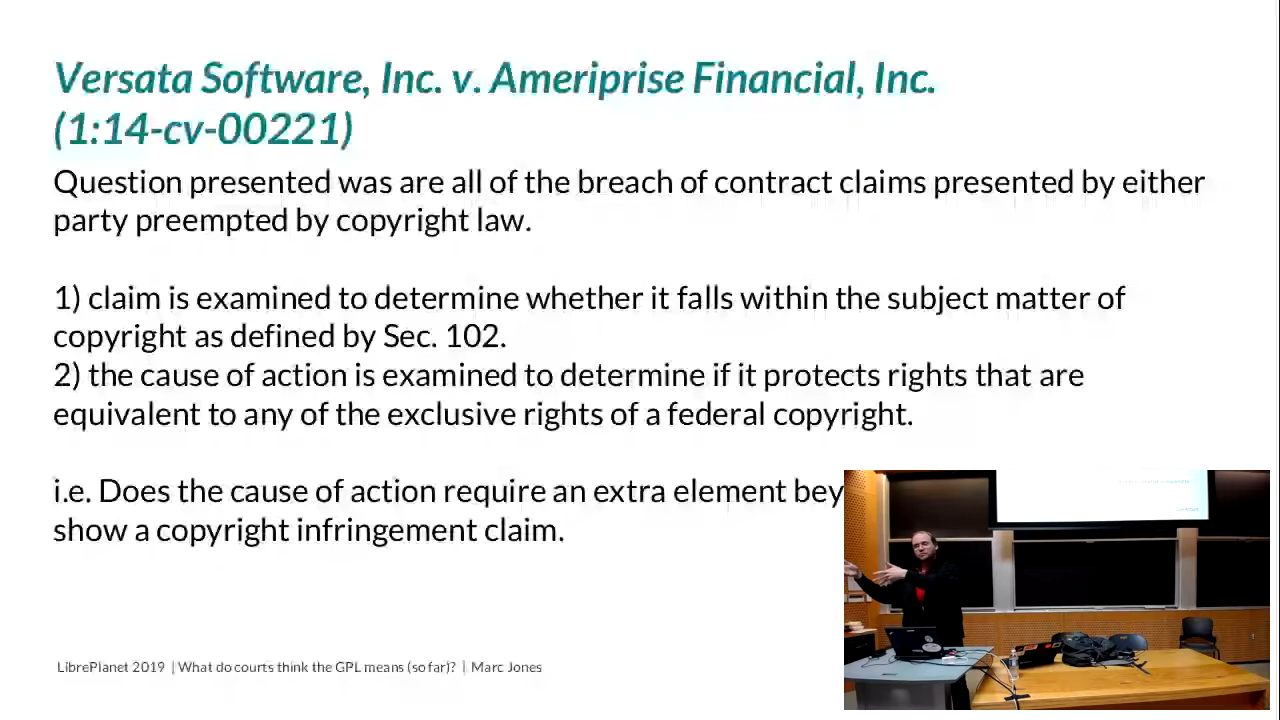 Versata Software, Inc. v. Ameriprise Financial, Inc.
(1:14-cv-00221)
Question presented was are all of the breach of contract claims presented by either
party preempted by copyright law.
1) claim is examined to determine whether it falls within the subject matter of
copyright as defined by Sec. 102.
2) the cause of action is examined to determine if it protects rights that are
equivalent to any of the exclusive rights of a federal copyright.
i.e. Does the cause of action require an extra element bey
show a copyright infringement claim.
LibrePlanet 2019 | What do courts think the GPL means (so far)? | Marc Jones